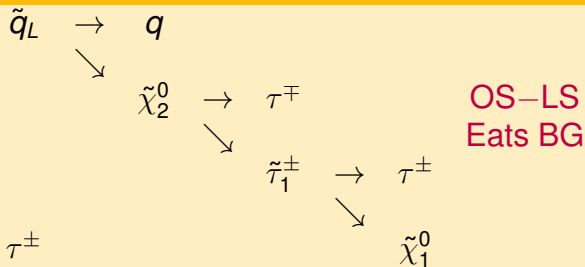 q̃_L → q
↘
χ̃⁰₂ → τ^∓ OS−LS
↘ Eats BG
τ̃₁^± → τ^±
↘
τ^± χ̃⁰₁